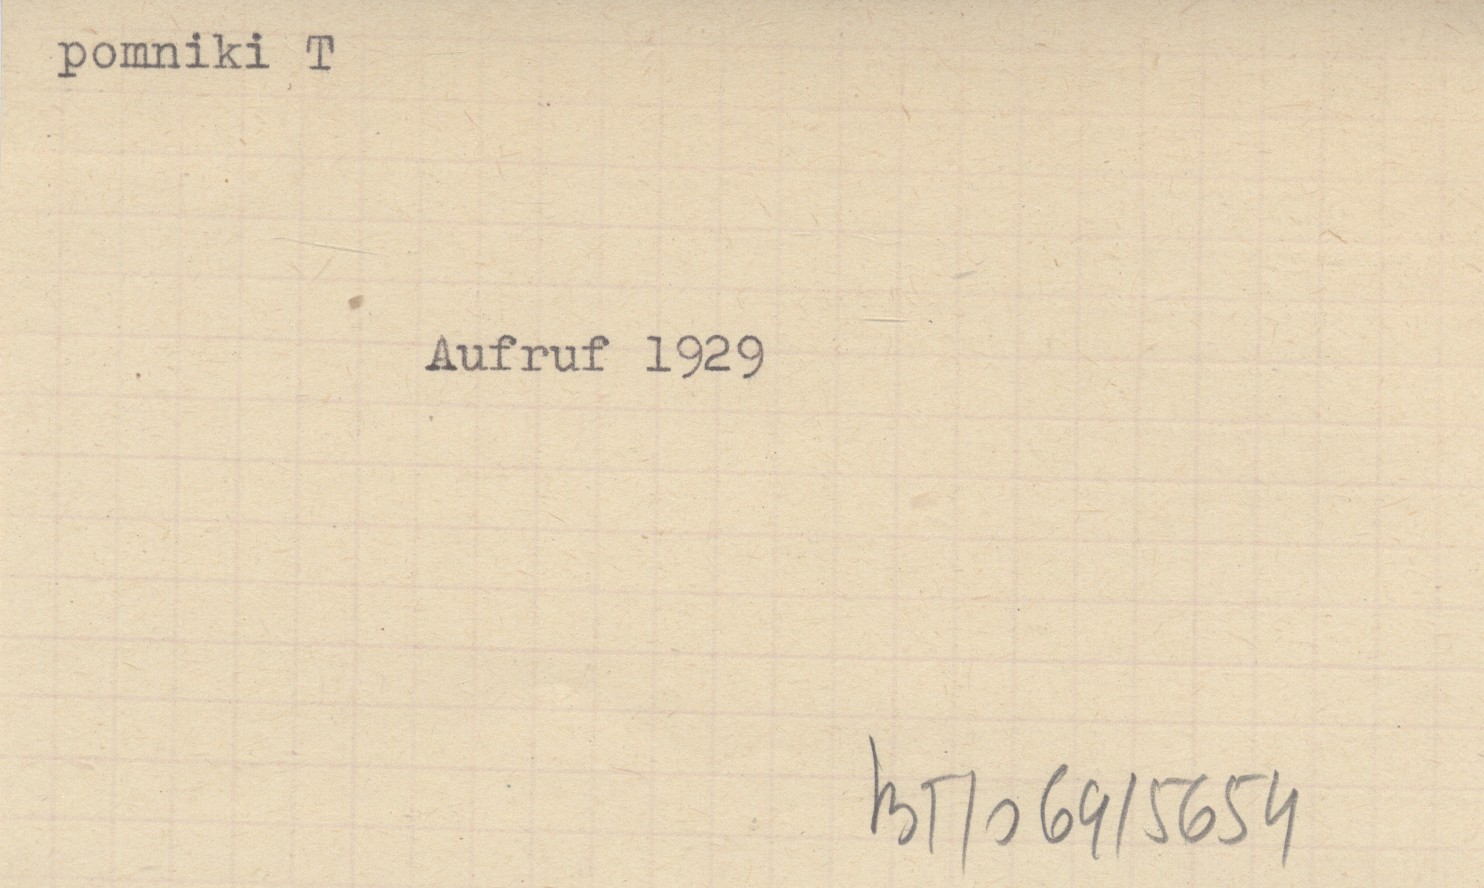 pomniki T
Aufruf 1929
BT/o 69/5654